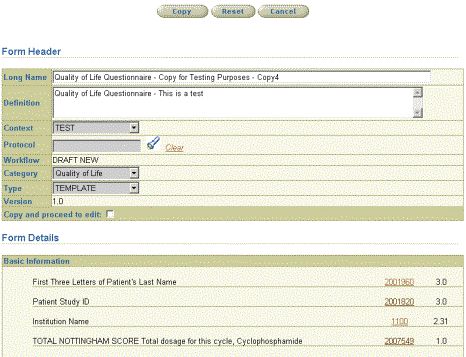 Copy Reset Cancel
Form Header
Long Name Quality of Life Questionnaire - Copy for Testing Purposes - Copy4
Definition Quality of Life Questionnaire - This is a test
Context TEST
Protocol Clear
Workflow DRAFT NEW
Category Quality of Life
Type TEMPLATE
Version 1.0
Copy and proceed to edit:
Form Details
Basic Information
First Three Letters of Patient's Last Name 2001960 3.0
Patient Study ID 2001820 3.0
Institution Name 1100 2.31
TOTAL NOTTINGHAM SCORE Total dosage for this cycle, Cyclophosphamide 2007549 1.0